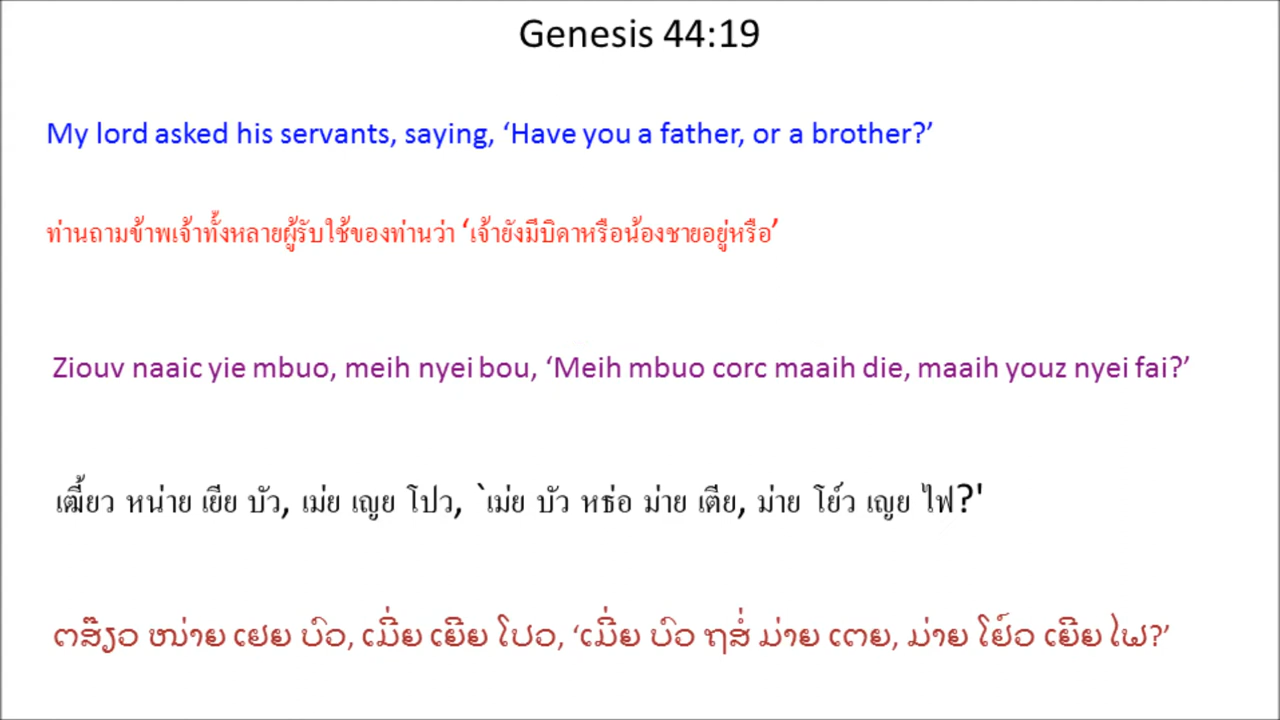 Genesis 44:19
My lord asked his servants, saying, ‘Have you a father, or a brother?’
ท่านถามข้าพเจ้าทั้งหลายผู้รับใช้ของท่านว่า ‘เจ้ายังมีบิดาหรือน้องชายอยู่หรือ’
Ziouv naaic yie mbuo, meih nyei bou, ‘Meih mbuo corc maaih die, maaih youz nyei fai?’
เฒี้ยว หน่าย เยีย บัว, เม่ย เญย โปว, `เม่ย บัว หธ่อ ม่าย เตีย, ม่าย โย์ว เญย ไฟ?'
ຕສ໊ຽວ ໜ່າຍ ເຢຍ ບົວ, ເມີ່ຍ ເຍີຍ ໂປວ, ‘ເມີ່ຍ ບົວ ຖສໍ່ ມ່າຍ ເຕຍ, ມ່າຍ ໂຢ໌ວ ເຍີຍ ໄຟ?’